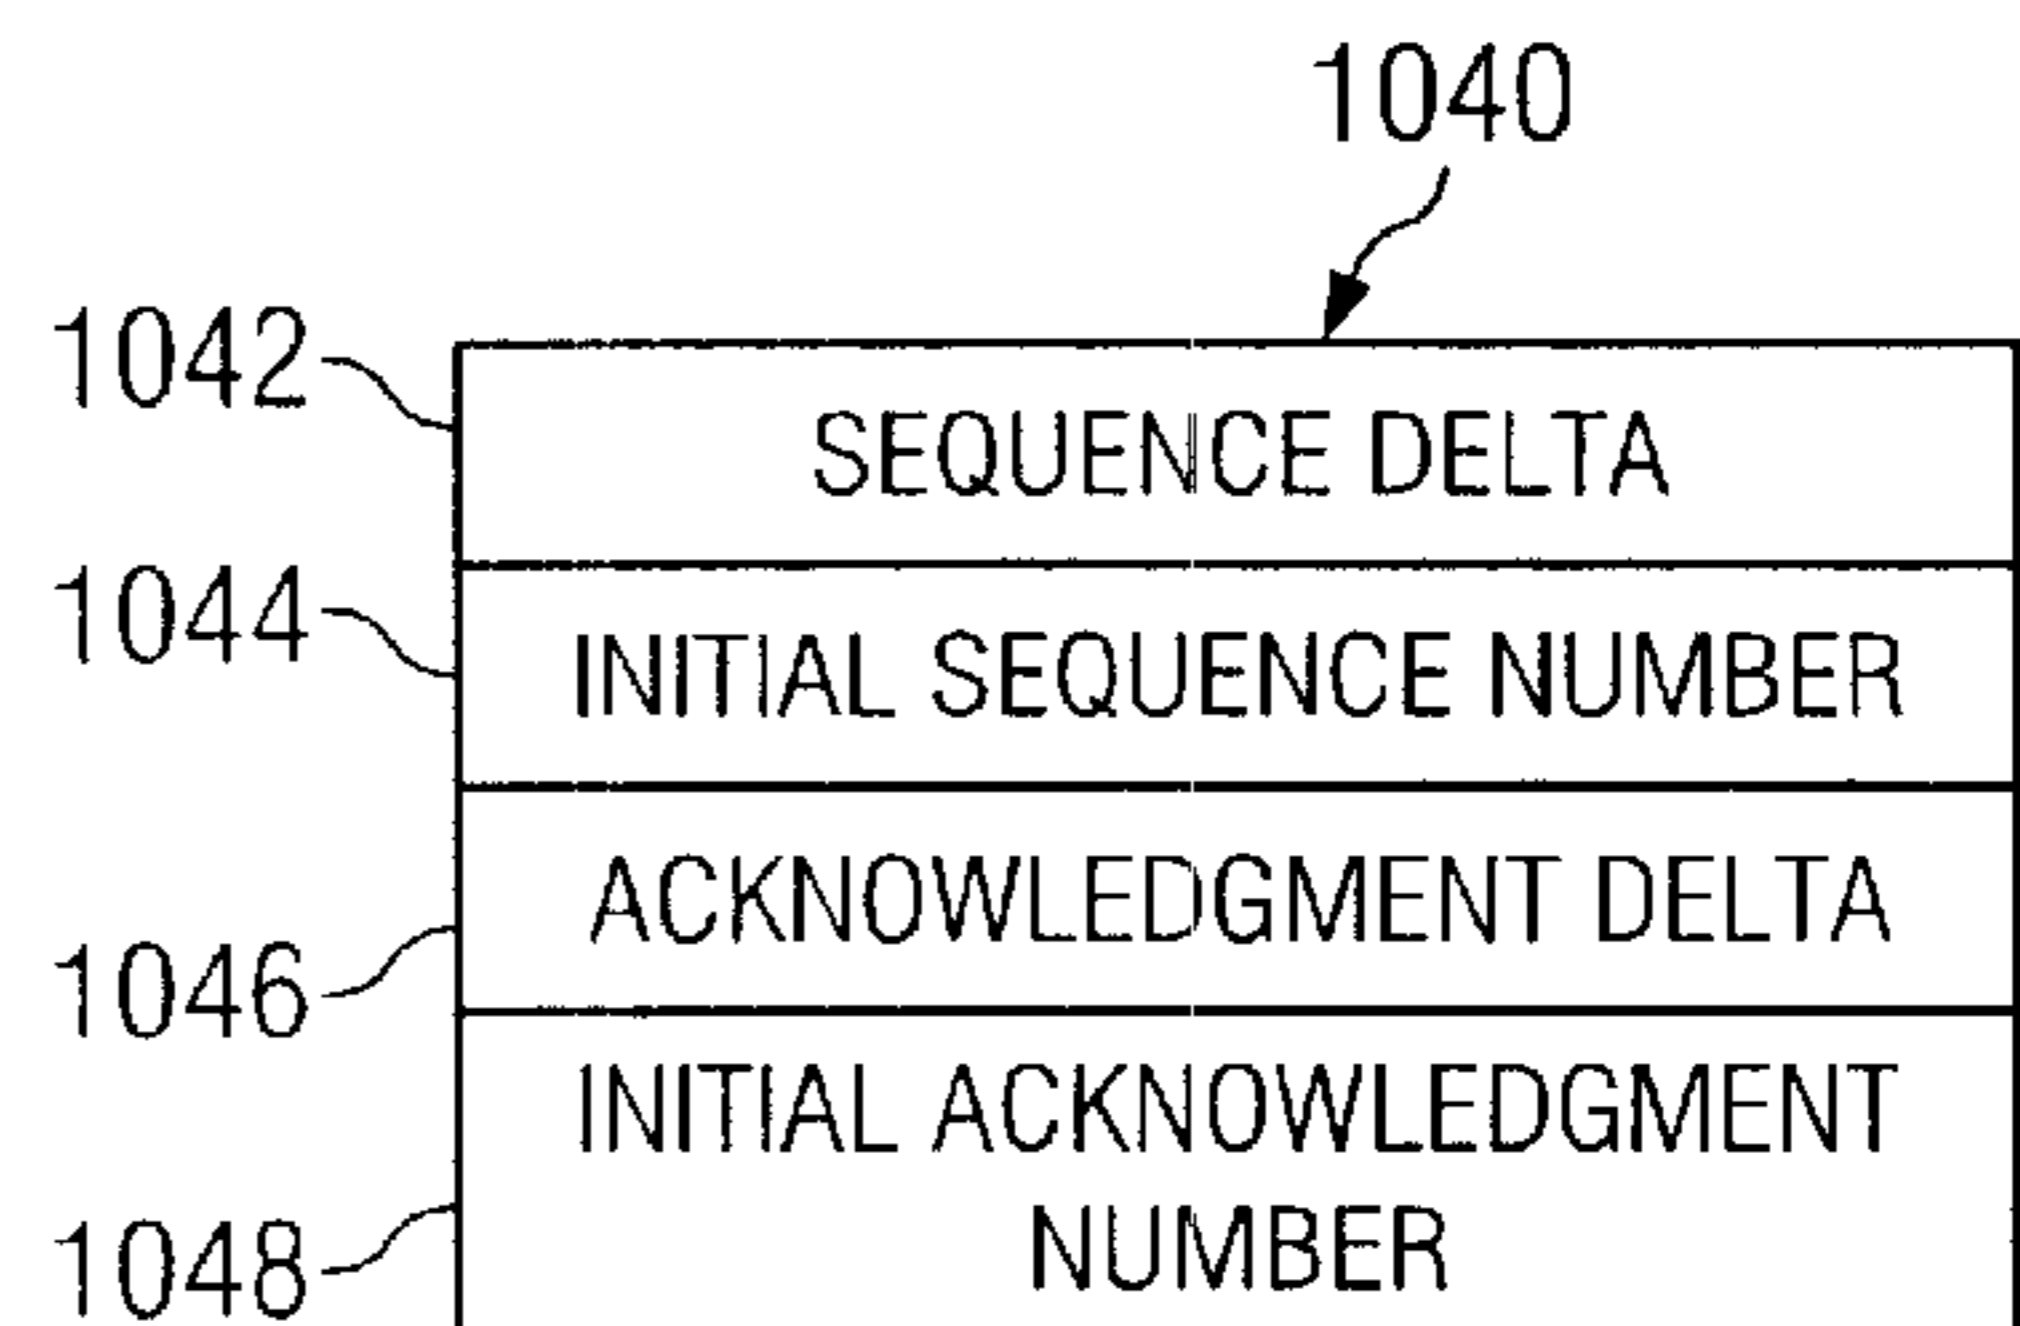 1040
1042
SEQUENCE DELTA
1044
INITIAL SEQUENCE NUMBER
ACKNOWLEDGMENT DELTA
1046
INITIAL ACKNOWLEDGMENT
NUMBER
1048